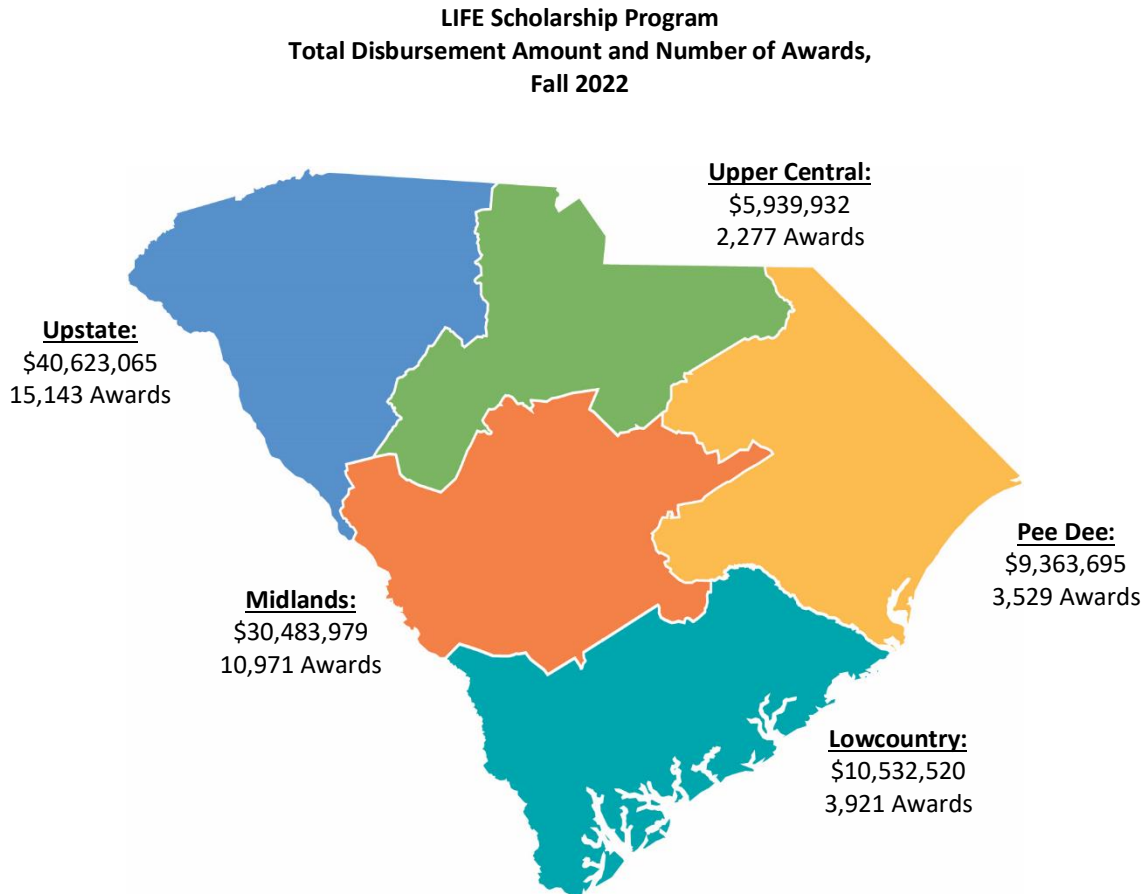 LIFE Scholarship Program
Total Disbursement Amount and Number of Awards,
Fall 2022
Upper Central:
$5,939,932
2,277 Awards
Upstate:
$40,623,065
15,143 Awards
Pee Dee:
$9,363,695
3,529 Awards
Midlands:
$30,483,979
10,971 Awards
Lowcountry:
$10,532,520
3,921 Awards